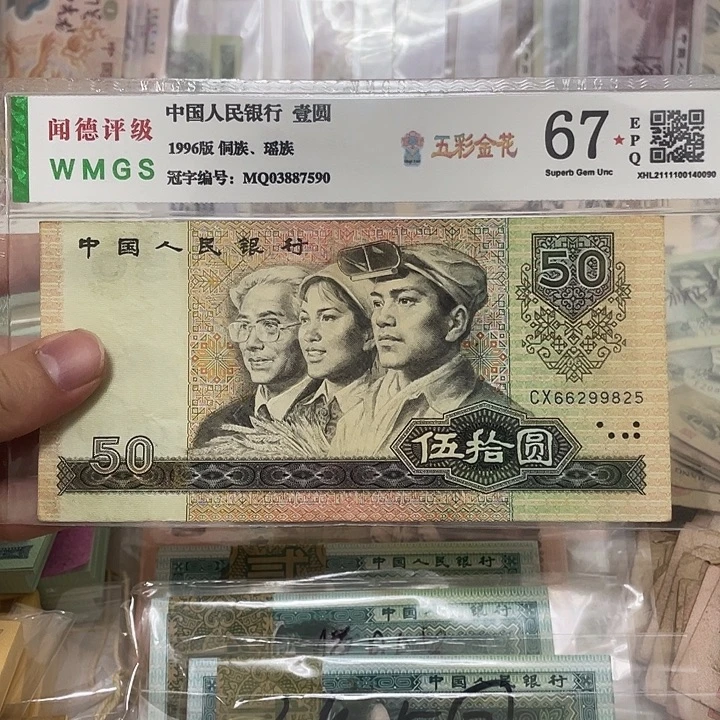 闻德评级
WMGS
中国人民银行 壹圆
1996版 侗族、瑶族
冠字编号：MQ03887590
五彩金花
67★
EPQ
Superb Gem Unc
XHL2111100140090
中国人民银行
50
CX66299825
50
伍拾圆
中国人民银行
中国人民银行
中国人民银行